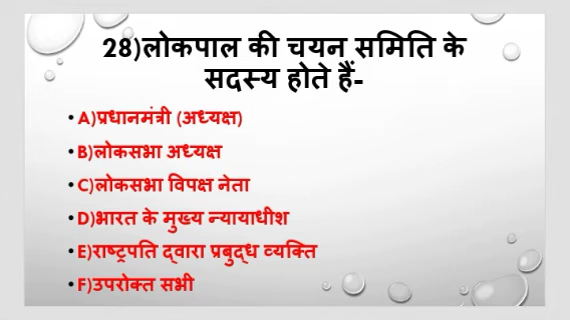 28)लोकपाल की चयन समिति के
सदस्य होते हैं-
• A)प्रधानमंत्री (अध्यक्ष)
• B)लोकसभा अध्यक्ष
• C)लोकसभा विपक्ष नेता
• D)भारत के मुख्य न्यायाधीश
• E)राष्ट्रपति द्वारा प्रबुद्ध व्यक्ति
• F)उपरोक्त सभी